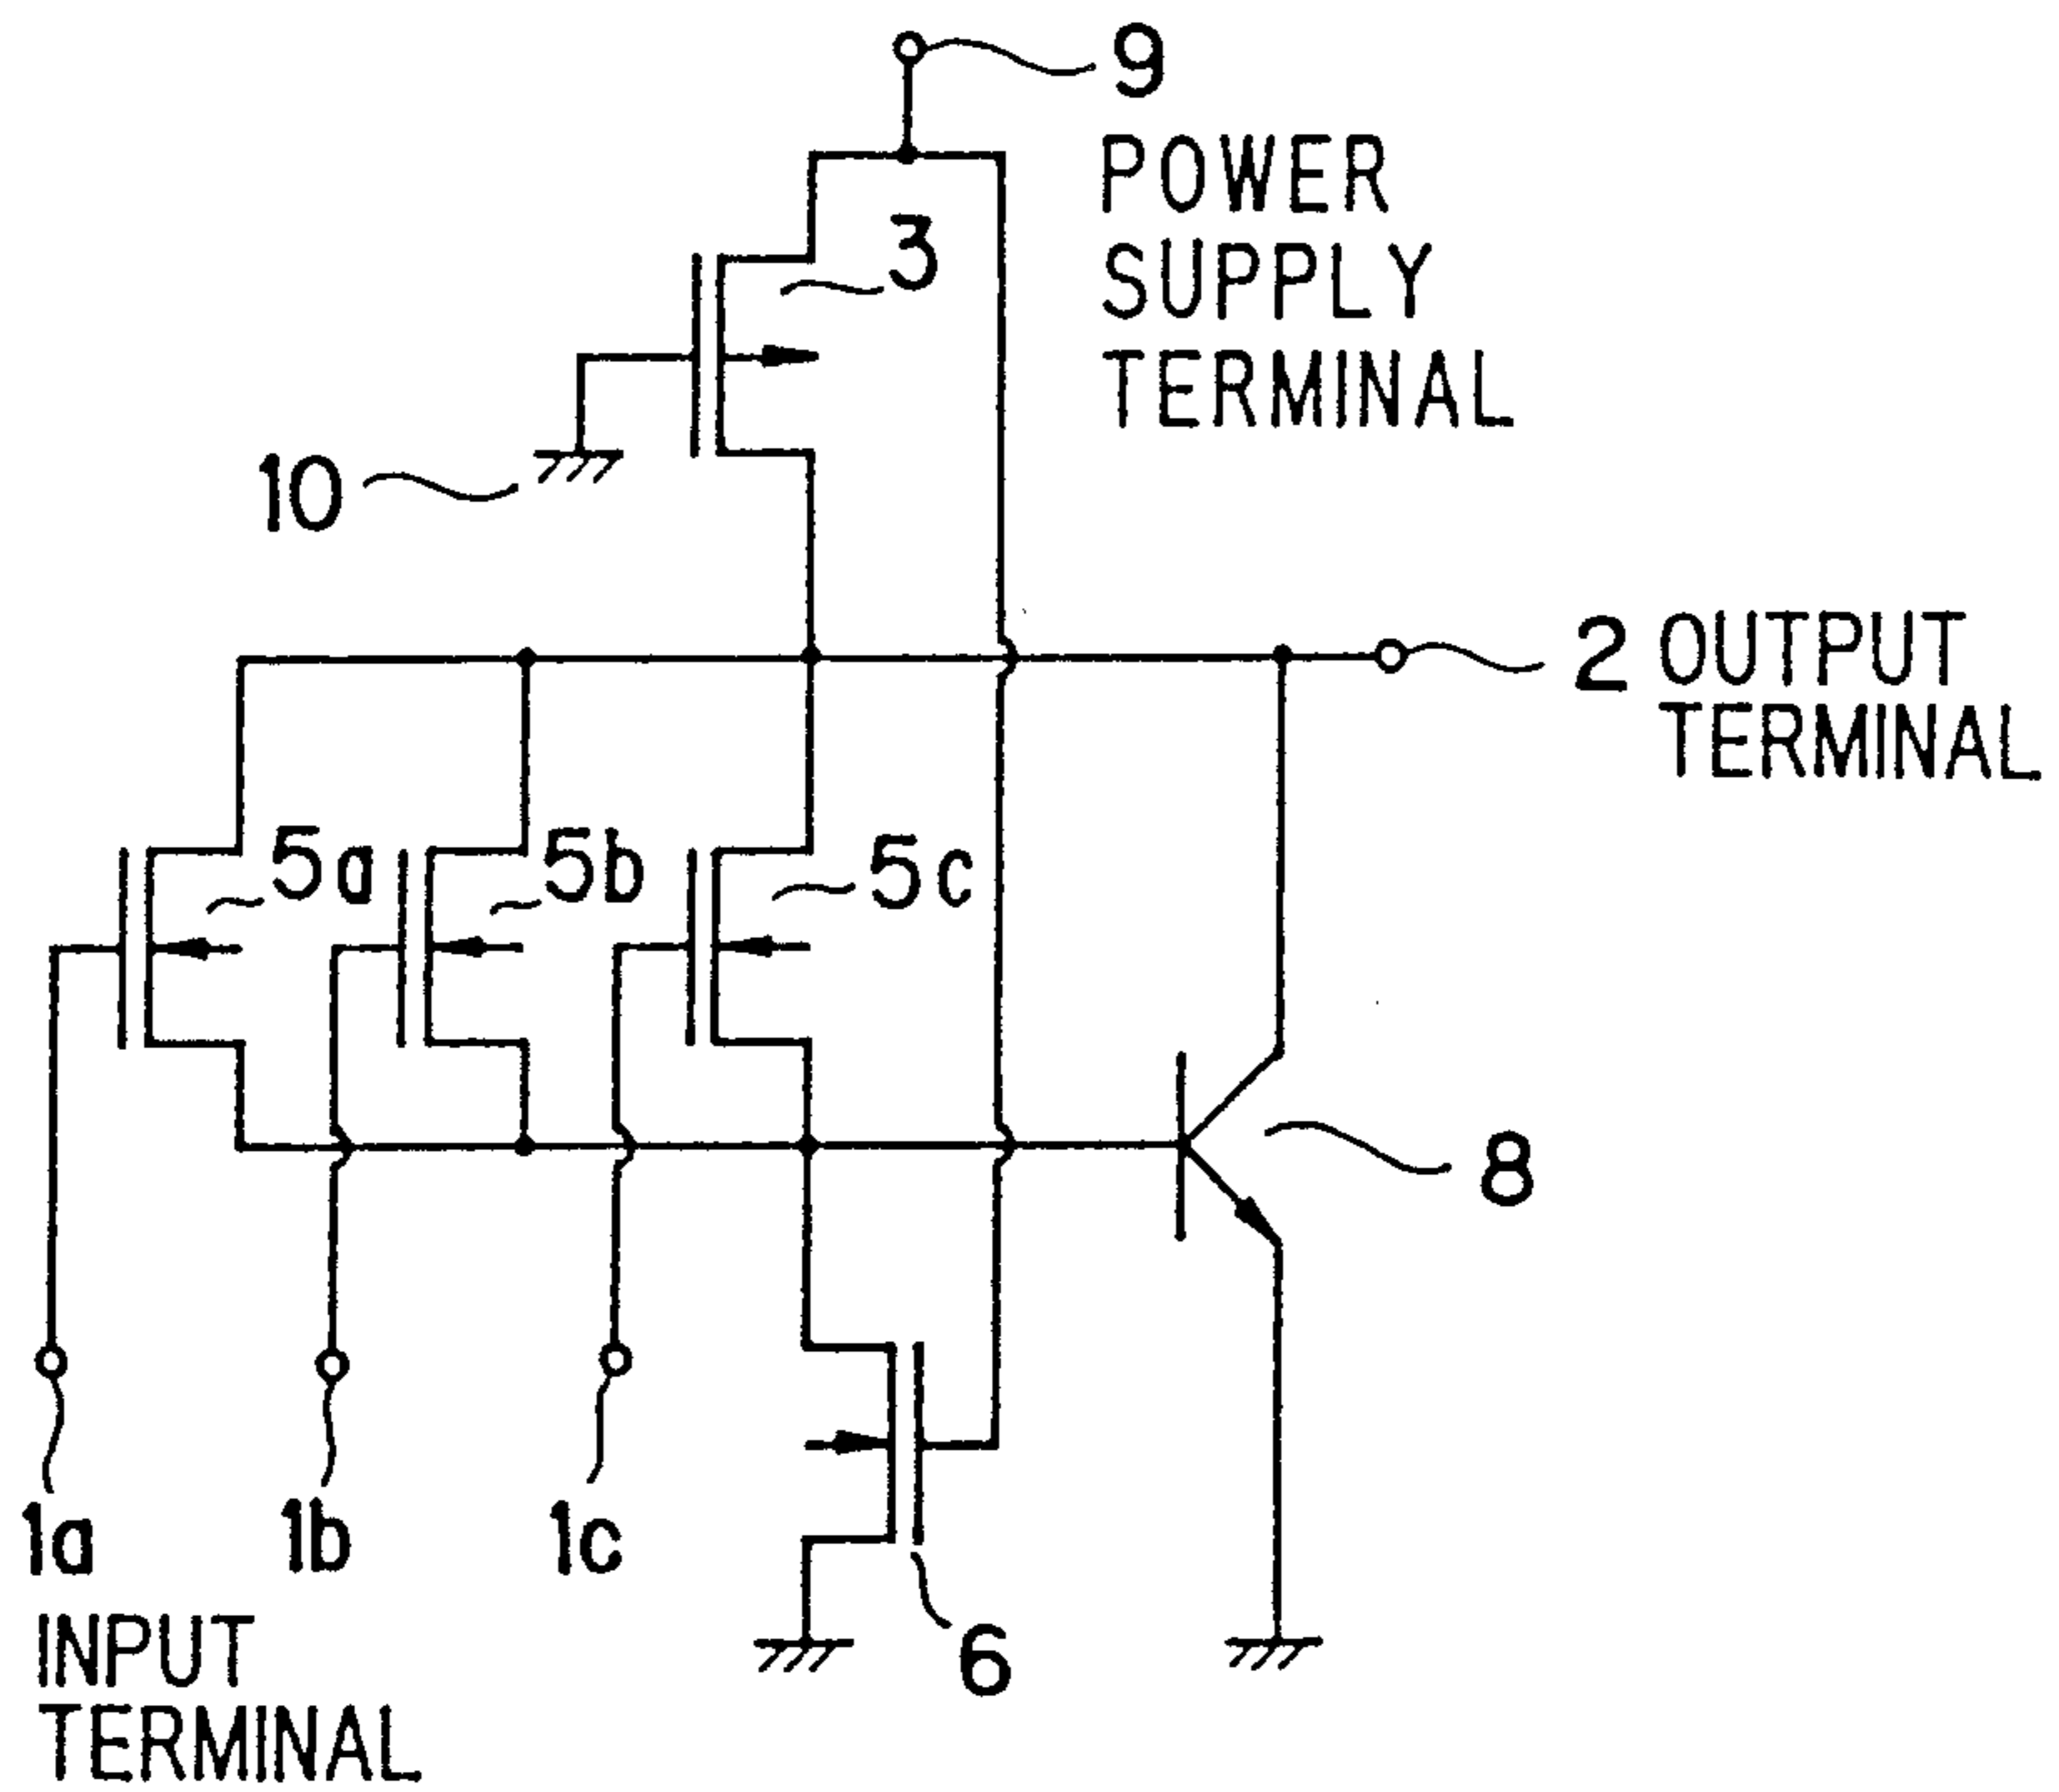 9
POWER
SUPPLY
TERMINAL
3
10
2 OUTPUT
TERMINAL
5a
5b
5c
8
1a
1b
1c
6
INPUT
TERMINAL